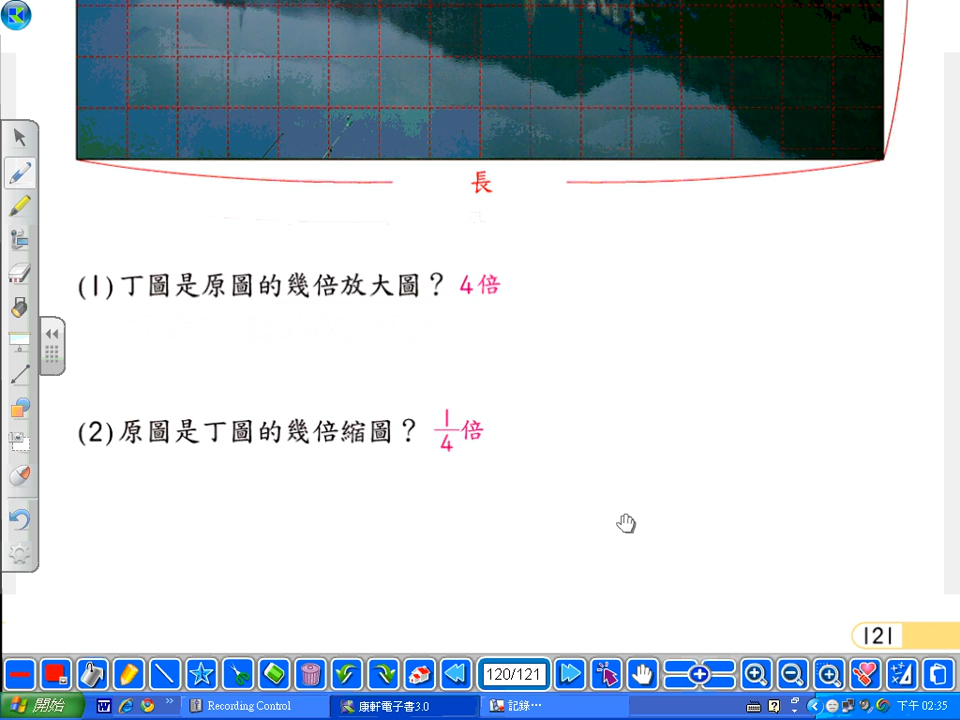 長
(1)丁圖是原圖的幾倍放大圖？ 4倍
(2)原圖是丁圖的幾倍縮圖？ 1/4倍
121
120/121
開始
Recording Control
康軒電子書3.0
記錄…
下午 02:35